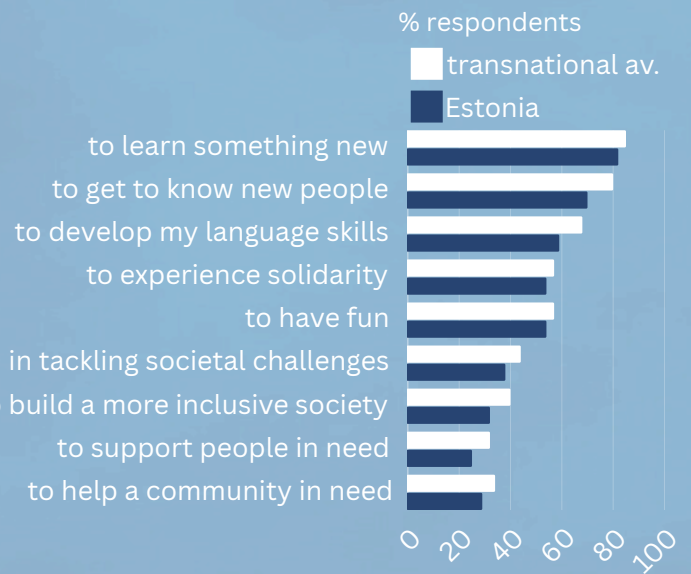 % respondents
transnational av.
Estonia
to learn something new
to get to know new people
to develop my language skills
to experience solidarity
to have fun
in tackling societal challenges
build a more inclusive society
to support people in need
to help a community in need
0 20 40 60 80 100